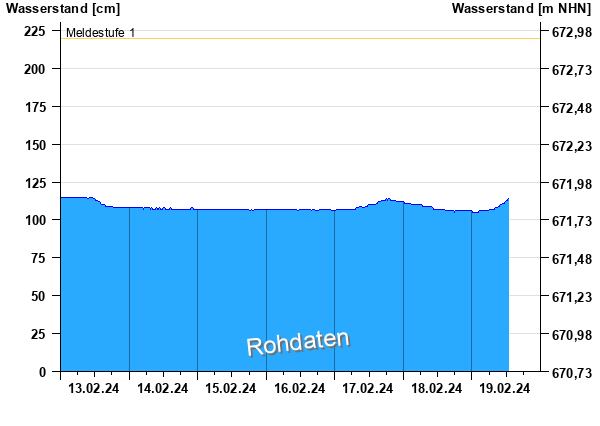 Wasserstand [cm] Wasserstand [m NHN]
225 Meldestufe 1 672,98
200 672,73
175 672,48
150 672,23
125 671,98
100 671,73
75 671,48
50 671,23
25 670,98
Rohdaten
0 670,73
13.02.24 14.02.24 15.02.24 16.02.24 17.02.24 18.02.24 19.02.24